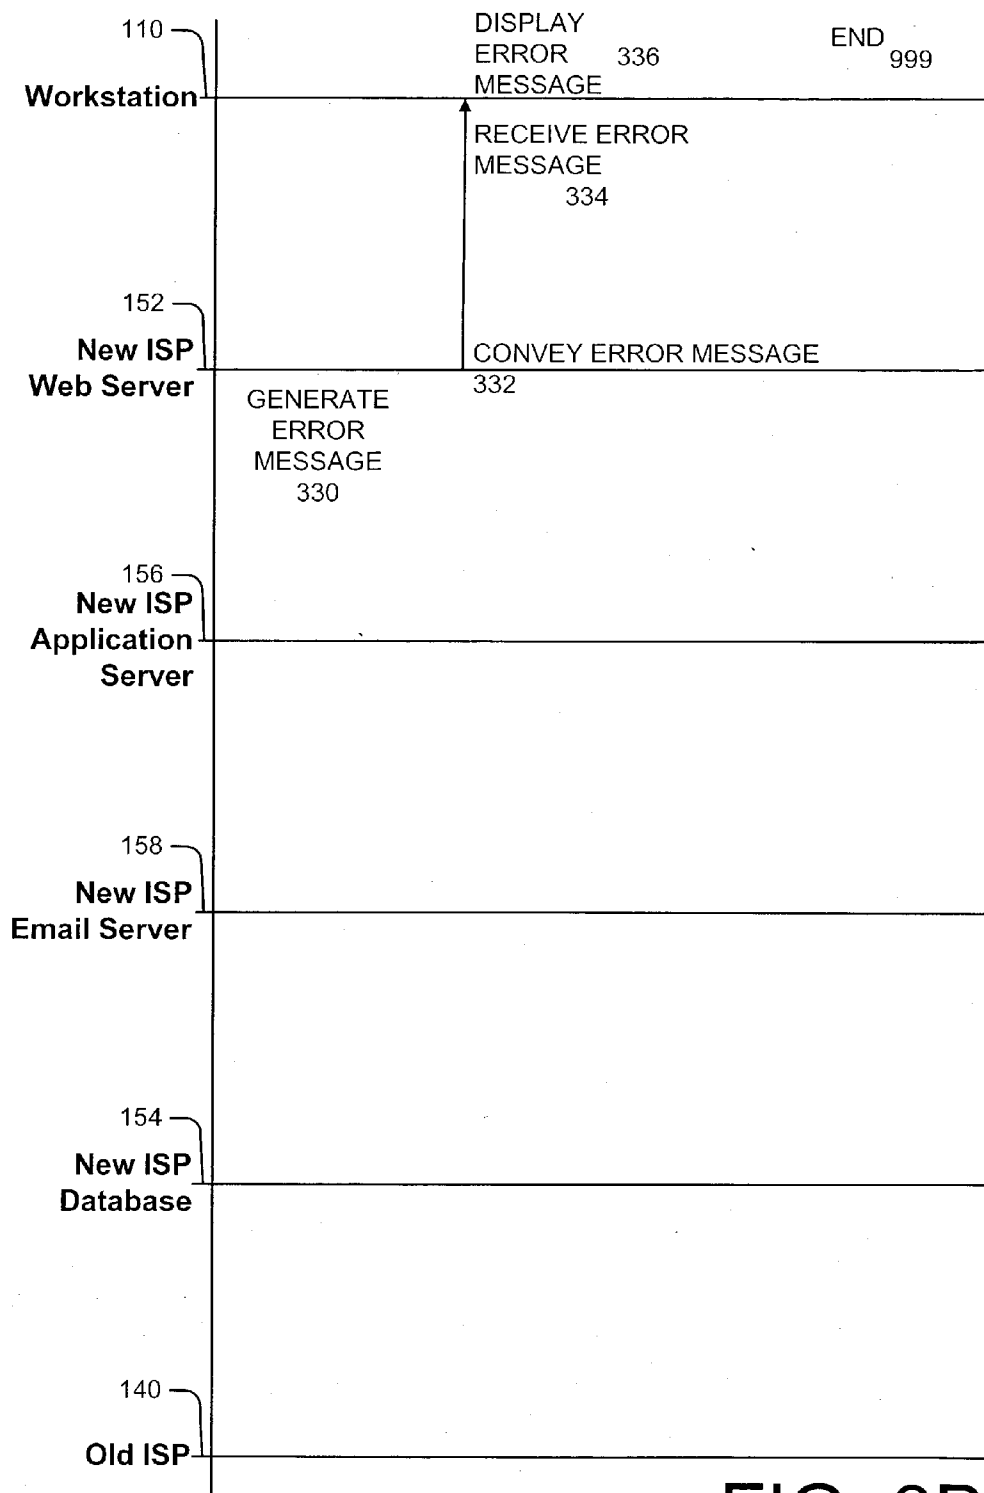 110
Workstation
DISPLAY
ERROR 336
MESSAGE
END
999
RECEIVE ERROR
MESSAGE
334
152
New ISP
Web Server
CONVEY ERROR MESSAGE
332
GENERATE
ERROR
MESSAGE
330
156
New ISP
Application
Server
158
New ISP
Email Server
154
New ISP
Database
140
Old ISP